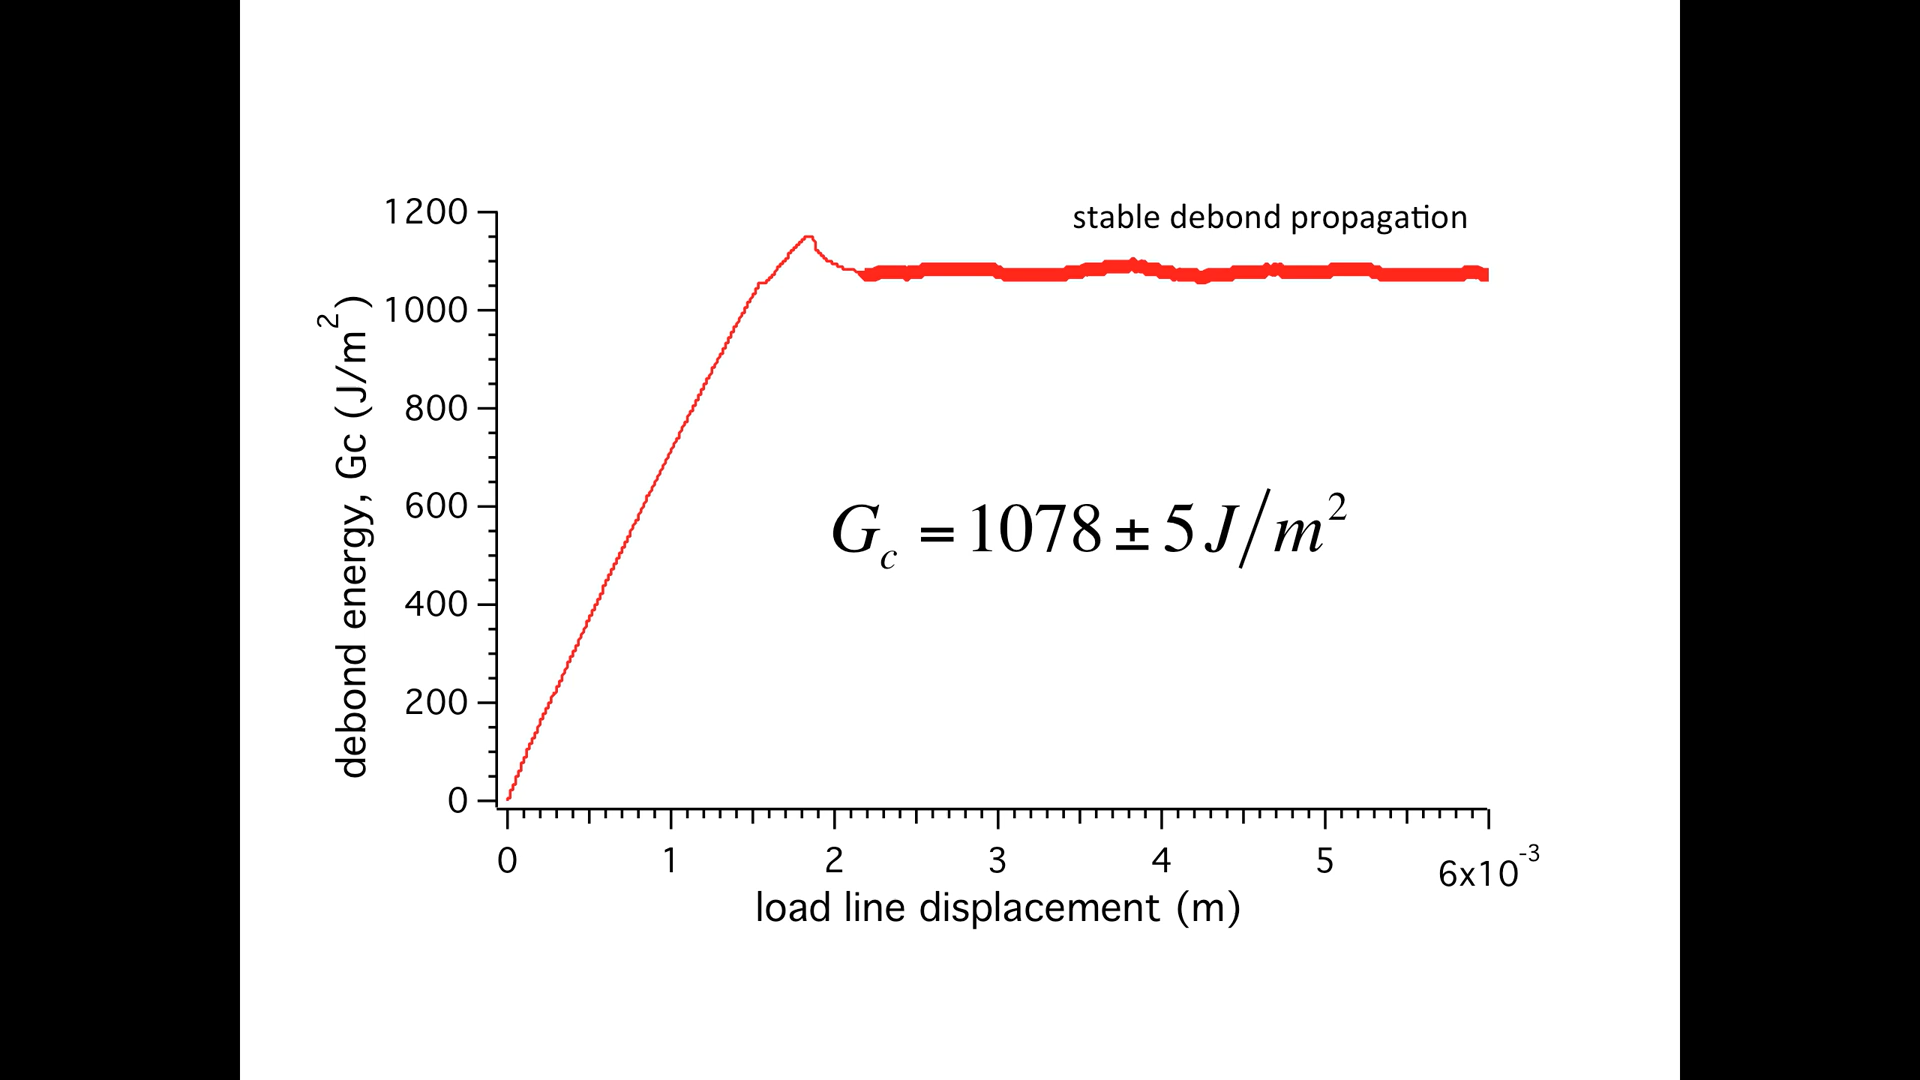 stable debond propagation
debond energy, Gc (J/m²)
1200
1000
800
600
400
200
0
G_c = 1078 ± 5 J/m²
0 1 2 3 4 5 6x10⁻³
load line displacement (m)